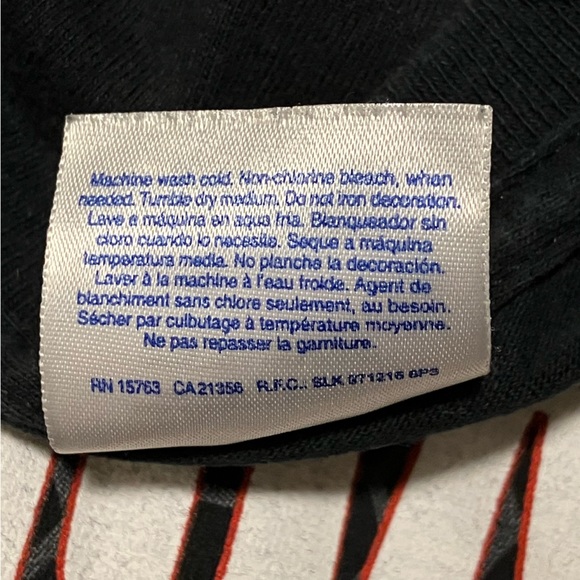 Machine wash cold. Non-chlorine bleach, when
needed. Tumble dry medium. Do not iron decoration.
Lave a máquina en agua fria. Blanqueador sin
cloro cuando lo necesite. Seque a máquina
temperatura media. No planche la decoración.
Laver à la machine à l'eau froide. Agent de
blanchiment sans chlore seulement, au besoin.
Sécher par culbutage à température moyenne.
Ne pas repasser la garniture.
RN 15763 CA21356 R.F.C., SLK